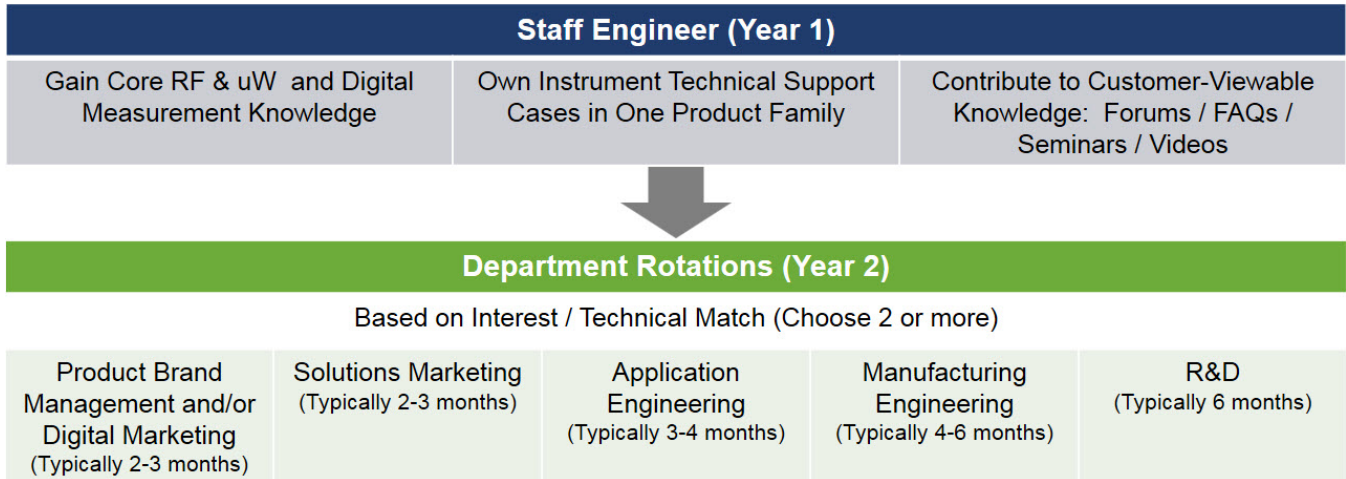 Staff Engineer (Year 1)
Gain Core RF & uW and Digital
Measurement Knowledge
Own Instrument Technical Support
Cases in One Product Family
Contribute to Customer-Viewable
Knowledge: Forums / FAQs /
Seminars / Videos
Department Rotations (Year 2)
Based on Interest / Technical Match (Choose 2 or more)
Product Brand
Management and/or
Digital Marketing
(Typically 2-3 months)
Solutions Marketing
(Typically 2-3 months)
Application
Engineering
(Typically 3-4 months)
Manufacturing
Engineering
(Typically 4-6 months)
R&D
(Typically 6 months)